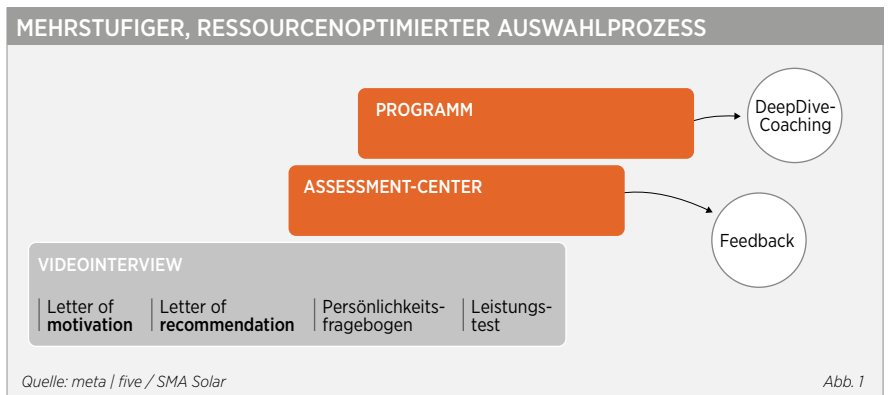 MEHRSTUFIGER, RESSOURCENOPTIMIERTER AUSWAHLPROZESS
PROGRAMM
DeepDive-
Coaching
ASSESSMENT-CENTER
Feedback
VIDEOINTERVIEW
Letter of
motivation
Letter of
recommendation
Persönlichkeits-
fragebogen
Leistungs-
test
Quelle: meta | five / SMA Solar
Abb. 1